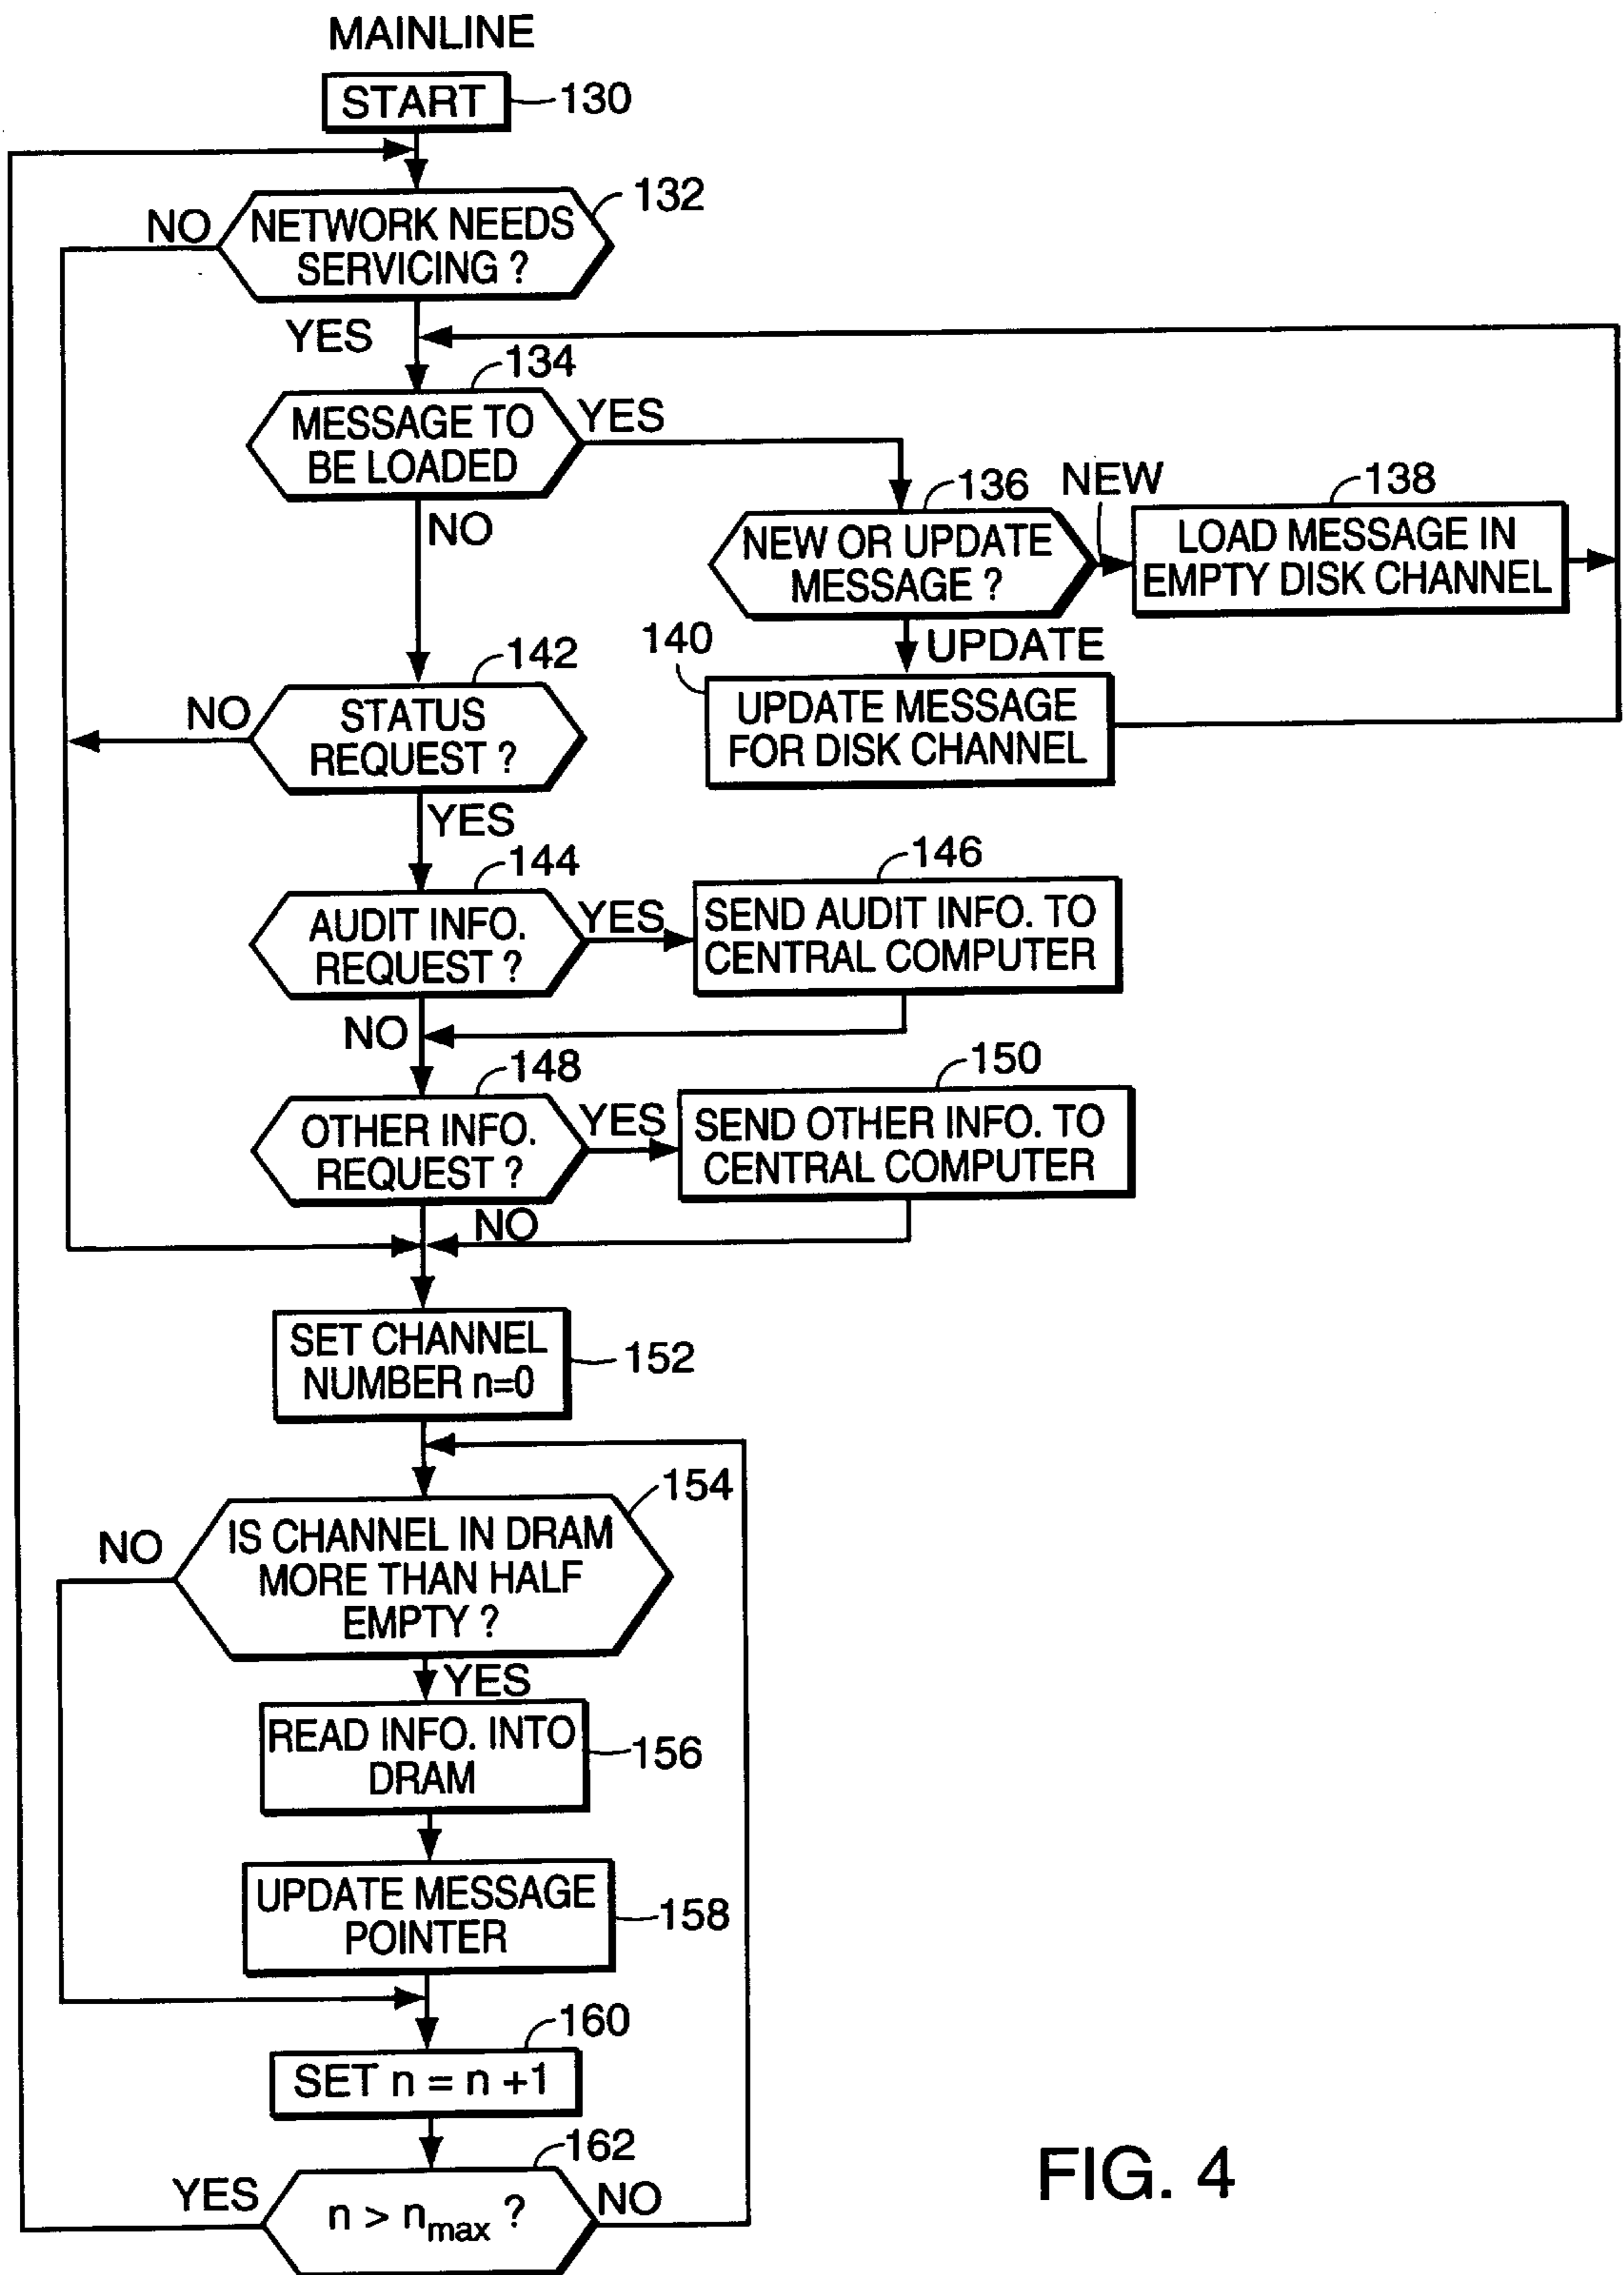 MAINLINE
START
130
132
NO
NETWORK NEEDS
SERVICING ?
YES
134
MESSAGE TO
BE LOADED
YES
NO
136
NEW OR UPDATE
MESSAGE ?
NEW
138
LOAD MESSAGE IN
EMPTY DISK CHANNEL
UPDATE
140
UPDATE MESSAGE
FOR DISK CHANNEL
142
NO
STATUS
REQUEST ?
YES
144
AUDIT INFO.
REQUEST ?
YES
146
SEND AUDIT INFO. TO
CENTRAL COMPUTER
NO
148
OTHER INFO.
REQUEST ?
YES
150
SEND OTHER INFO. TO
CENTRAL COMPUTER
NO
SET CHANNEL
NUMBER n=0
152
154
NO
IS CHANNEL IN DRAM
MORE THAN HALF
EMPTY ?
YES
READ INFO. INTO
DRAM
156
UPDATE MESSAGE
POINTER
158
160
SET n = n +1
162
YES
n > nmax ?
NO
FIG. 4